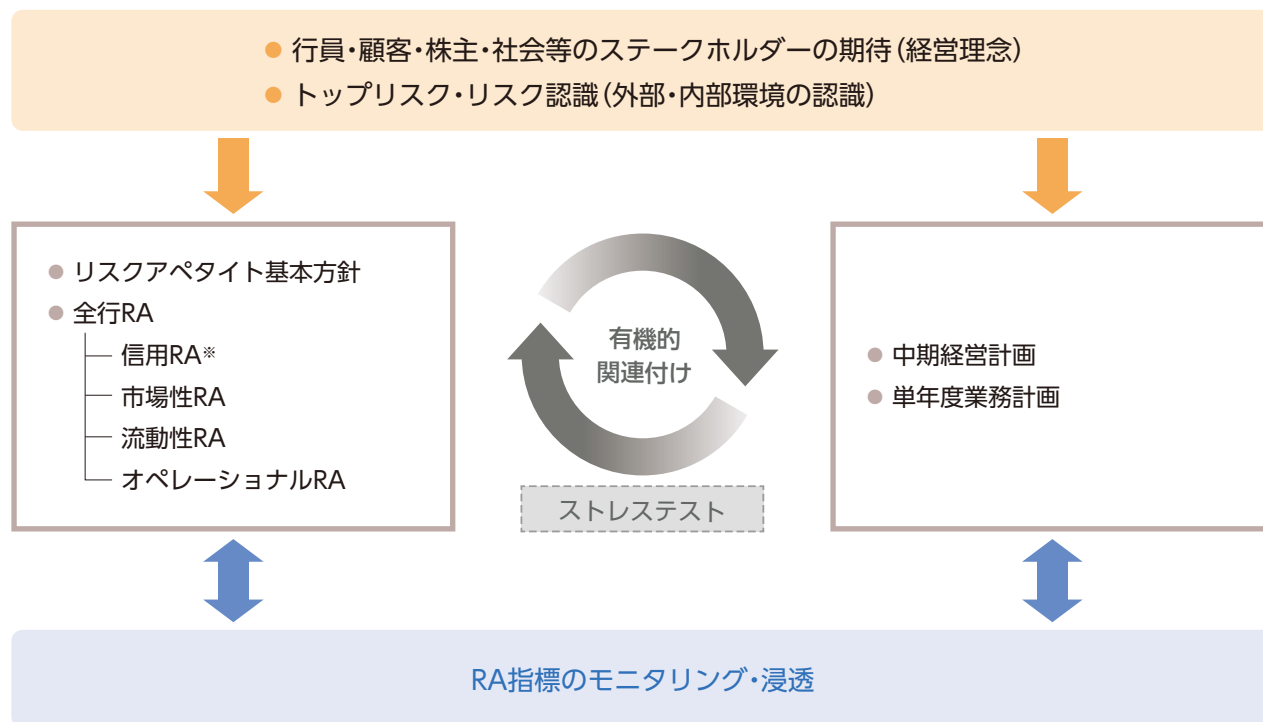 行員・顧客・株主・社会等のステークホルダーの期待（経営理念）
トップリスク・リスク認識（外部・内部環境の認識）
リスクアペタイト基本方針
全行RA
信用RA※
市場性RA
流動性RA
オペレーショナルRA
有機的
関連付け
ストレステスト
中期経営計画
単年度業務計画
RA指標のモニタリング・浸透